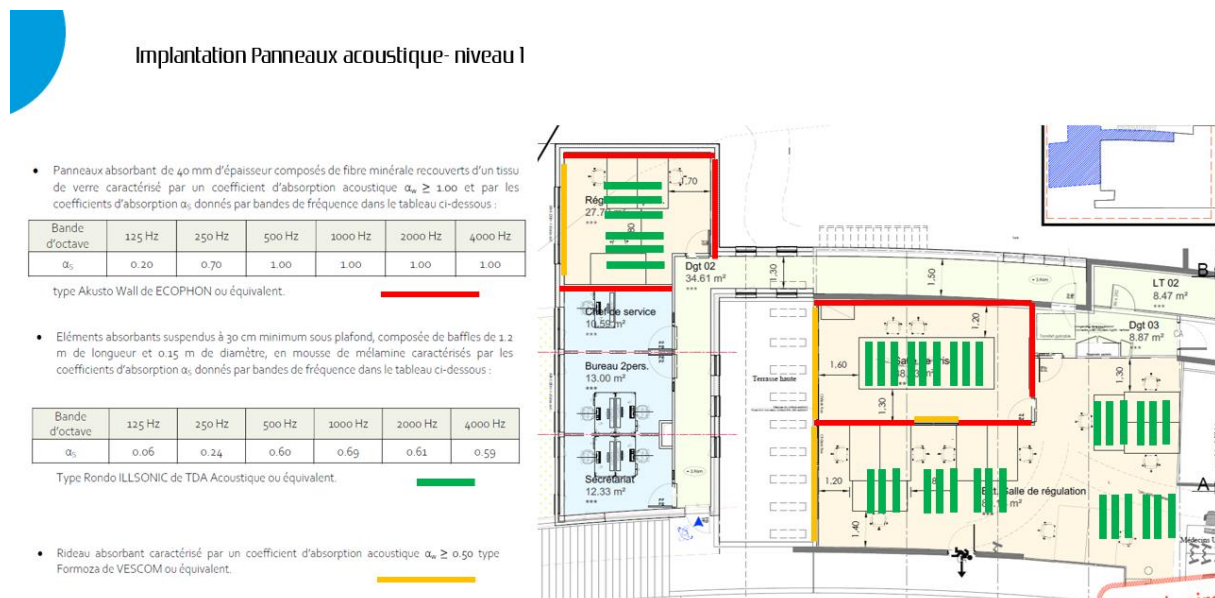 Implantation Panneaux acoustique- niveau 1
• Panneaux absorbant de 40 mm d'épaisseur composés de fibre minérale recouverts d'un tissu
de verre caractérisé par un coefficient d'absorption acoustique αw ≥ 1.00 et par les
coefficients d'absorption αs donnés par bandes de fréquence dans le tableau ci-dessous :
Bande d'octave 125 Hz 250 Hz 500 Hz 1000 Hz 2000 Hz 4000 Hz
αs 0.20 0.70 1.00 1.00 1.00 1.00
type Akusto Wall de ECOPHON ou équivalent.
• Eléments absorbants suspendus à 30 cm minimum sous plafond, composée de baffles de 1.2
m de longueur et 0.15 m de diamètre, en mousse de mélamine caractérisés par les
coefficients d'absorption αs donnés par bandes de fréquence dans le tableau ci-dessous :
Bande d'octave 125 Hz 250 Hz 500 Hz 1000 Hz 2000 Hz 4000 Hz
αs 0.06 0.24 0.60 0.69 0.61 0.59
Type Rondo ILLSONIC de TDA Acoustique ou équivalent.
• Rideau absorbant caractérisé par un coefficient d'absorption acoustique αw ≥ 0.50 type
Formoza de VESCOM ou équivalent.
1.70
Dgt 02
34.61 m²
1.30
1.50
B
LT 02
8.47 m²
Dgt 03
8.87 m²
CA
Chef de service
10.59 m²
1.20
Bureau 2pers.
13.00 m²
Terrasse haute
1.60
1.30
1.30
Secrétariat
12.33 m²
1.20
1.40
Salle de régulation
A